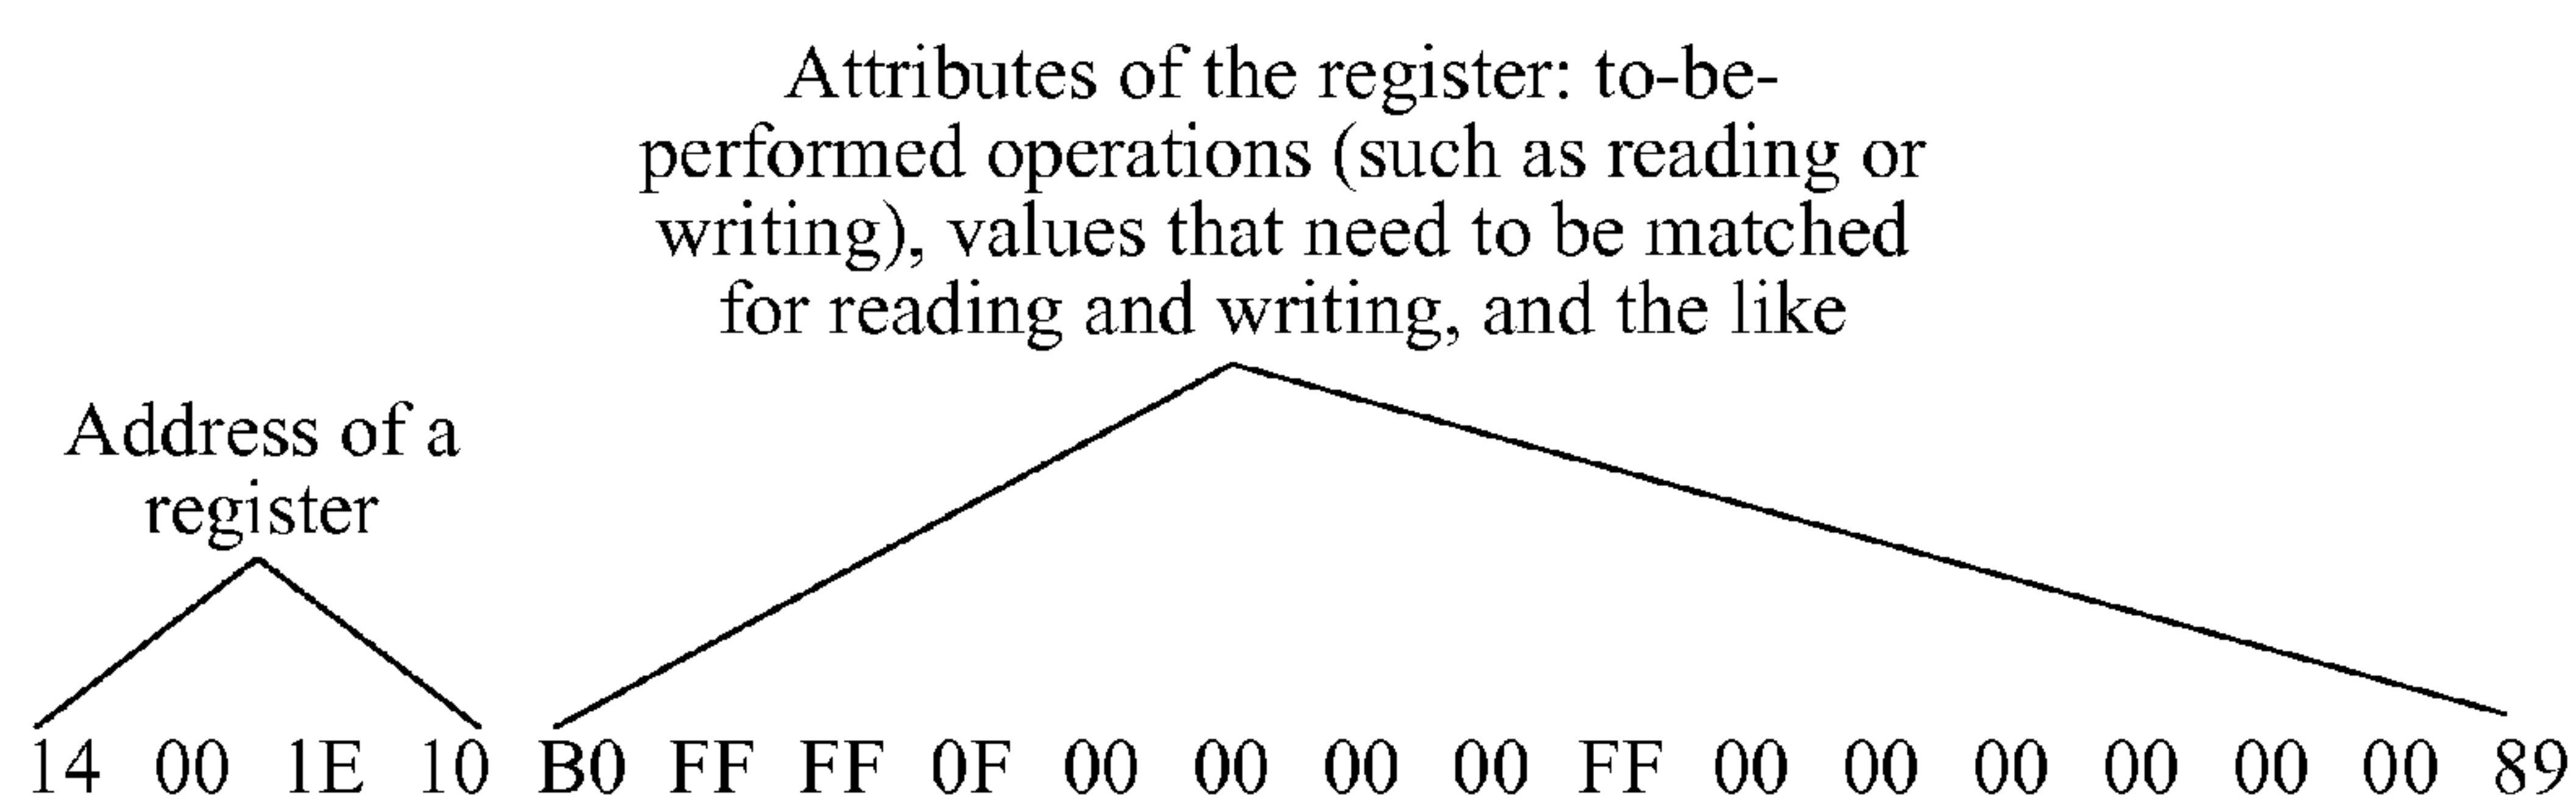 Attributes of the register: to-be-
performed operations (such as reading or
writing), values that need to be matched
for reading and writing, and the like
Address of a
register
14 00 1E 10 B0 FF FF 0F 00 00 00 00 FF 00 00 00 00 00 00 89